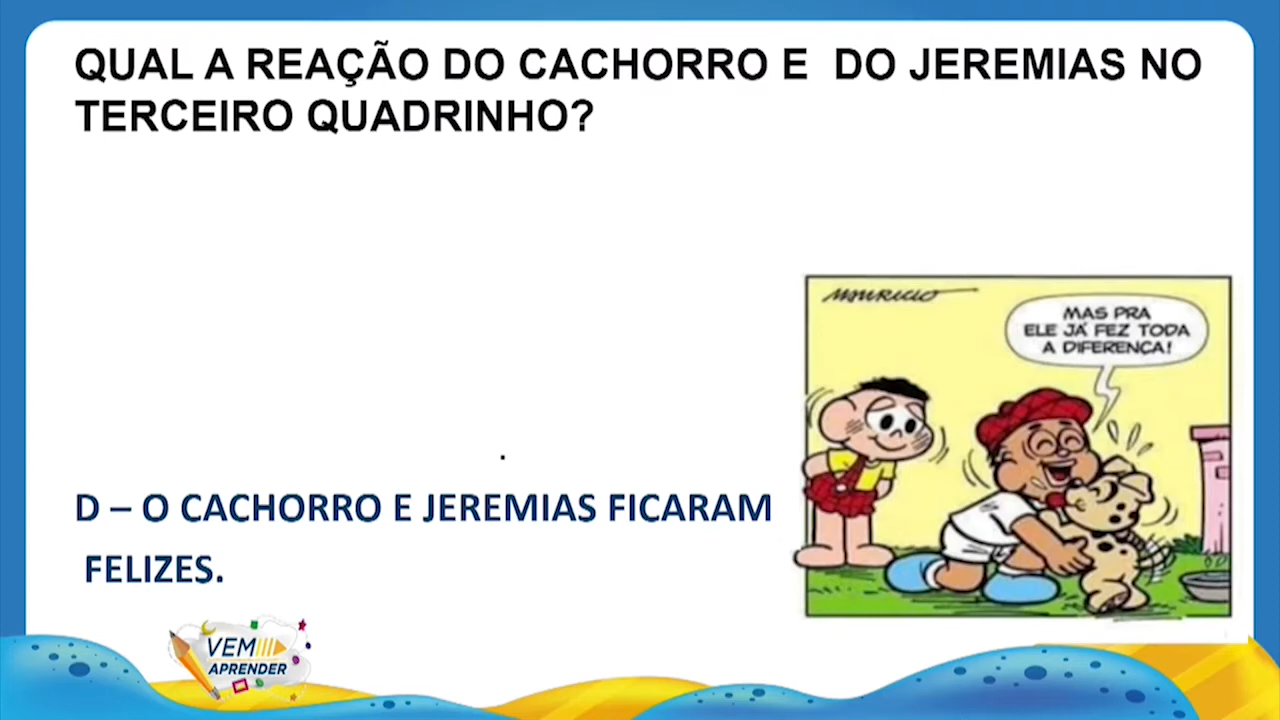 QUAL A REAÇÃO DO CACHORRO E DO JEREMIAS NO
TERCEIRO QUADRINHO?
MAURICIO
MAS PRA
ELE JÁ FEZ TODA
A DIFERENÇA!
.
D – O CACHORRO E JEREMIAS FICARAM
FELIZES.
VEM
APRENDER